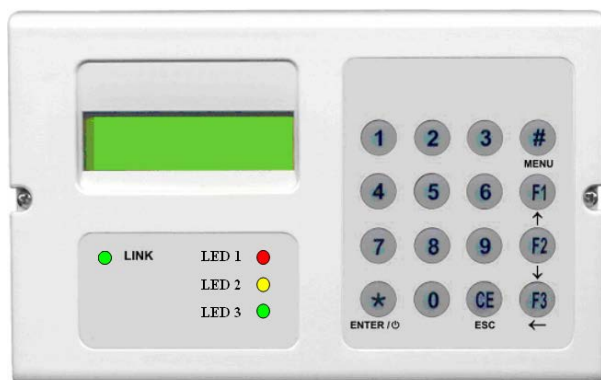 1 2 3 #
MENU
4 5 6 F1
↑
7 8 9 F2
↓
* 0 CE F3
ENTER / ⏻ ESC ←
LINK LED 1
LED 2
LED 3